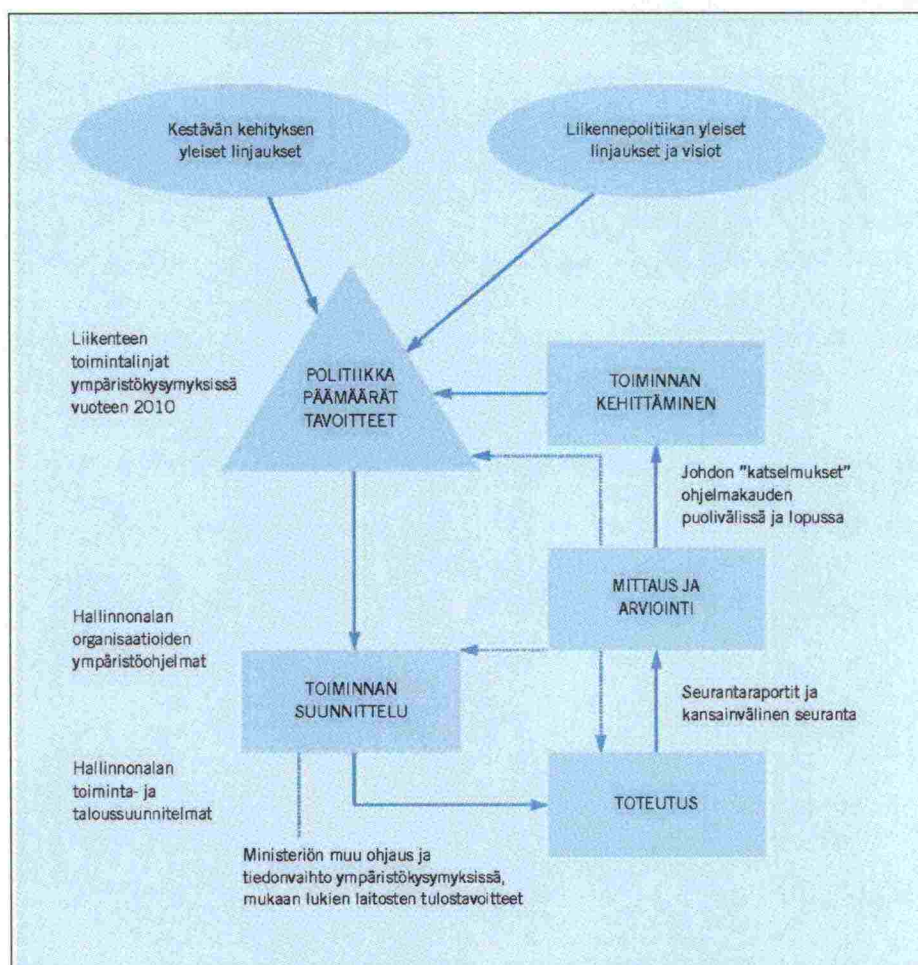 Kestävän kehityksen
yleiset linjaukset
Liikennepolitiikan yleiset
linjaukset ja visiot
Liikenteen
toimintalinjat
ympäristökysymyksissä
vuoteen 2010
POLITIIKKA
PÄÄMÄÄRÄT
TAVOITTEET
TOIMINNAN
KEHITTÄMINEN
Johdon "katselmukset"
ohjelmakauden
puolivälissä ja lopussa
MITTAUS JA
ARVIOINTI
Hallinnonalan
organisaatioiden
ympäristöohjelmat
TOIMINNAN
SUUNNITTELU
Seurantaraportit ja
kansainvälinen seuranta
Hallinnonalan
toiminta- ja
taloussuunnitelmat
TOTEUTUS
Ministeriön muu ohjaus ja
tiedonvaihto ympäristökysymyksissä,
mukaan lukien laitosten tulostavoitteet